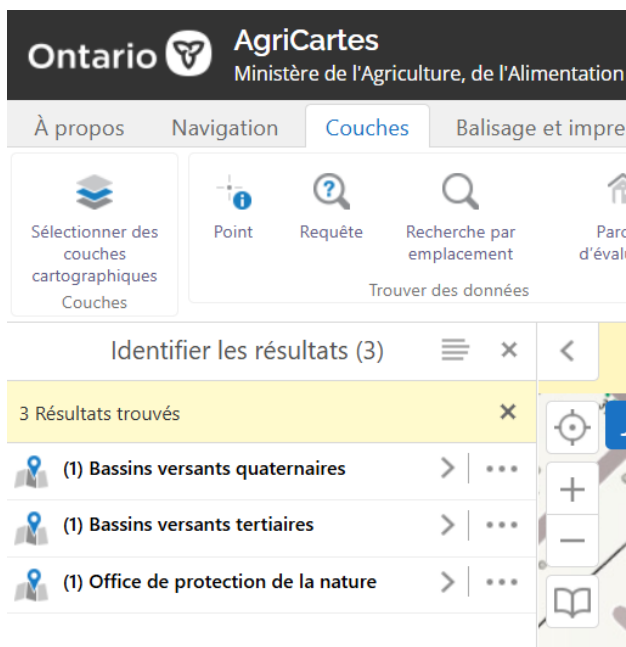 Ontario
AgriCartes
Ministère de l'Agriculture, de l'Alimentation
À propos
Navigation
Couches
Balisage et impre
Sélectionner des
couches
cartographiques
Couches
Point
Requête
Recherche par
emplacement
Parc
d'éval
Trouver des données
Identifier les résultats (3)
3 Résultats trouvés
(1) Bassins versants quaternaires
(1) Bassins versants tertiaires
(1) Office de protection de la nature